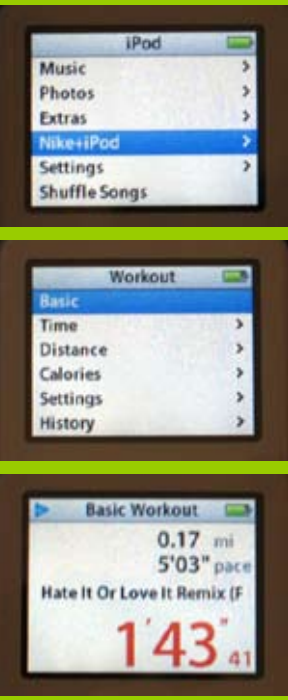 iPod
Music
Photos
Extras
Nike+iPod
Settings
Shuffle Songs
Workout
Basic
Time
Distance
Calories
Settings
History
Basic Workout
0.17 mi
5'03" pace
Hate It Or Love It Remix (F
1'43" 41